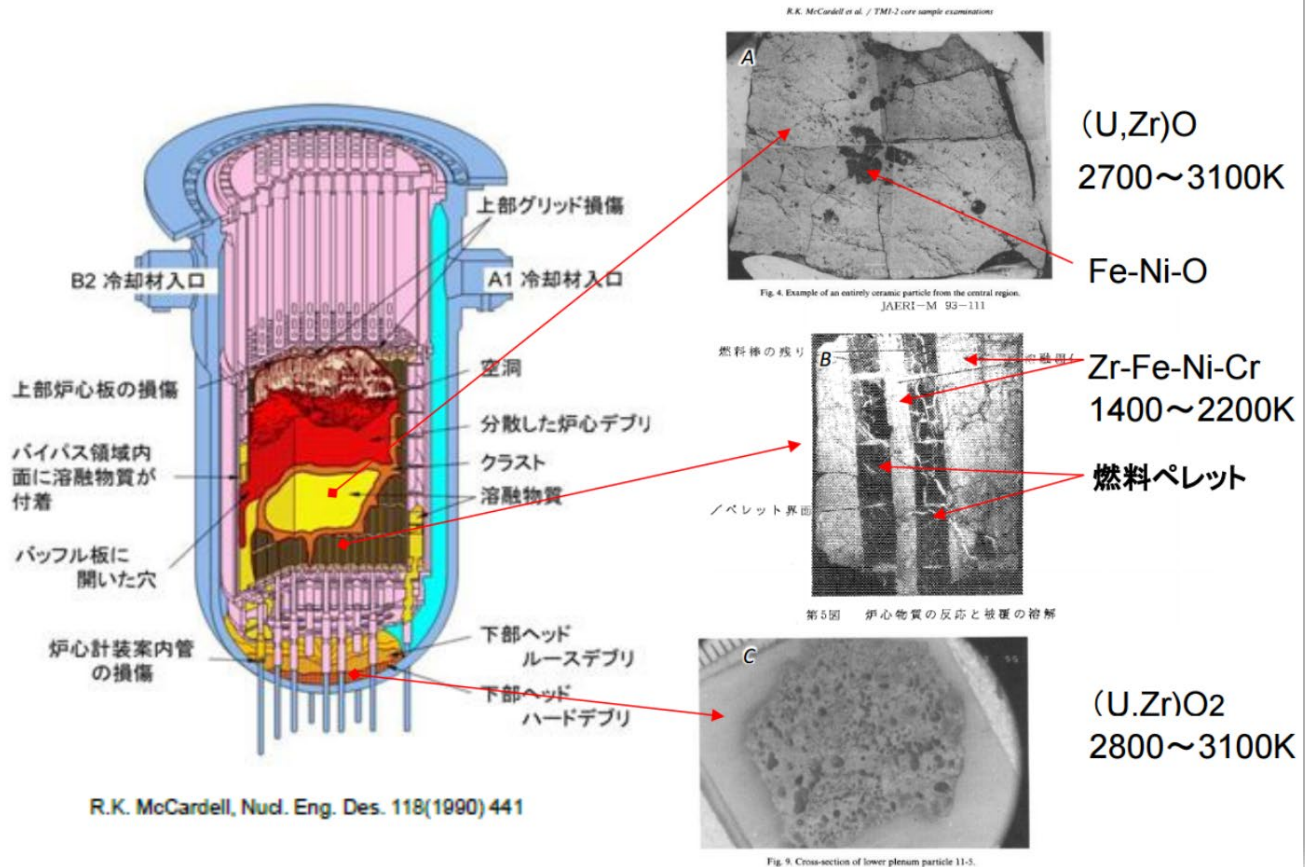 R.K. McCardell et al. / TMI-2 core sample examinations
A
(U,Zr)O
2700～3100K
Fe-Ni-O
Fig. 4. Example of an entirely ceramic particle from the central region.
JAERI-M 93-111
上部グリッド損傷
B2 冷却材入口
A1 冷却材入口
上部炉心板の損傷
空洞
分散した炉心デブリ
バイパス領域内
面に溶融物質が
付着
クラスト
溶融物質
バッフル板に
開いた穴
炉心計装案内管
の損傷
下部ヘッド
ルースデブリ
下部ヘッド
ハードデブリ
燃料棒の残り
B
Zr-Fe-Ni-Cr
1400～2200K
燃料ペレット
/ペレット界面
第5図 炉心物質の反応と被覆の溶解
C
(U.Zr)O2
2800～3100K
R.K. McCardell, Nucl. Eng. Des. 118(1990) 441
Fig. 9. Cross-section of lower plenum particle 11-5.